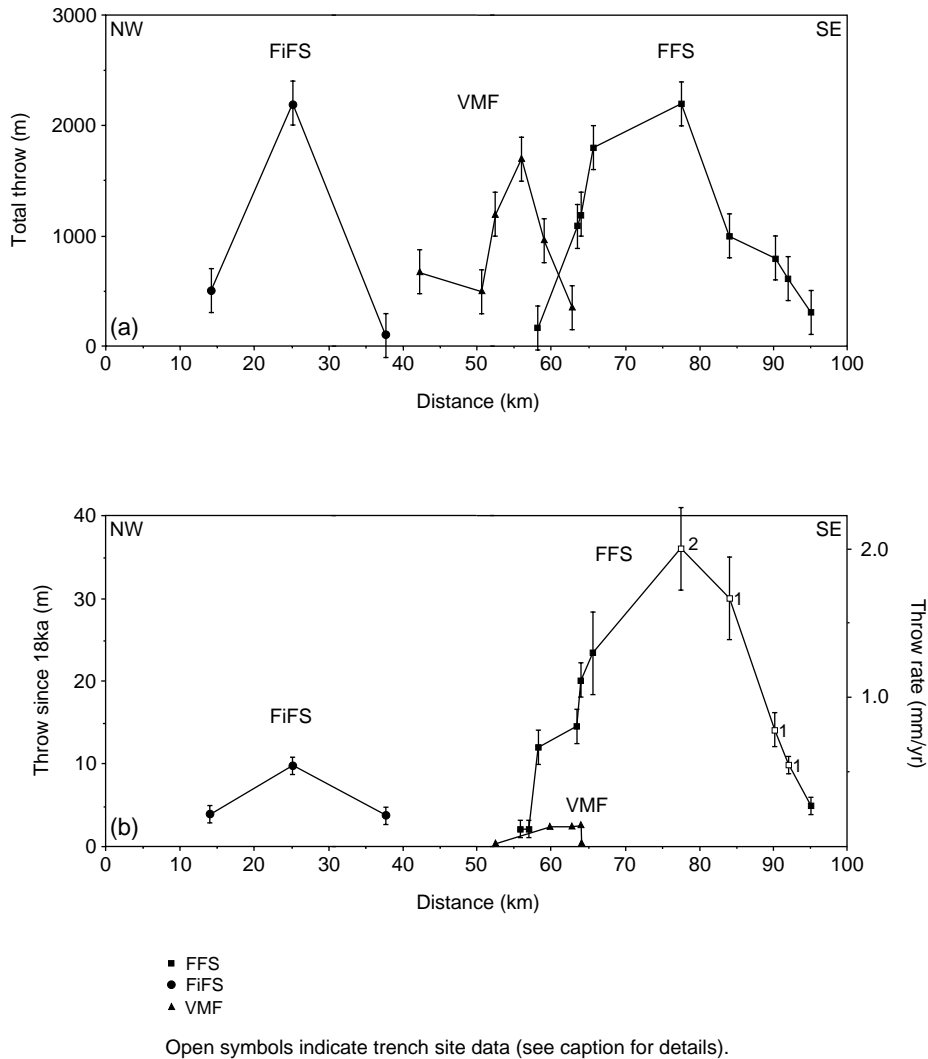 NW
SE
FiFS
VMF
FFS
3000
2000
1000
0
Total throw (m)
(a)
0 10 20 30 40 50 60 70 80 90 100
Distance (km)
NW
SE
FFS
FiFS
VMF
2
1
1
1
40
30
20
10
0
Throw since 18ka (m)
2.0
1.0
Throw rate (mm/yr)
(b)
0 10 20 30 40 50 60 70 80 90 100
Distance (km)
FFS
FiFS
VMF
Open symbols indicate trench site data (see caption for details).